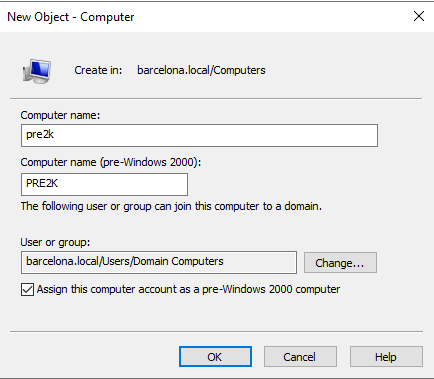 New Object - Computer
Create in: barcelona.local/Computers
Computer name:
pre2k
Computer name (pre-Windows 2000):
PRE2K
The following user or group can join this computer to a domain.
User or group:
barcelona.local/Users/Domain Computers
Change...
Assign this computer account as a pre-Windows 2000 computer
OK Cancel Help